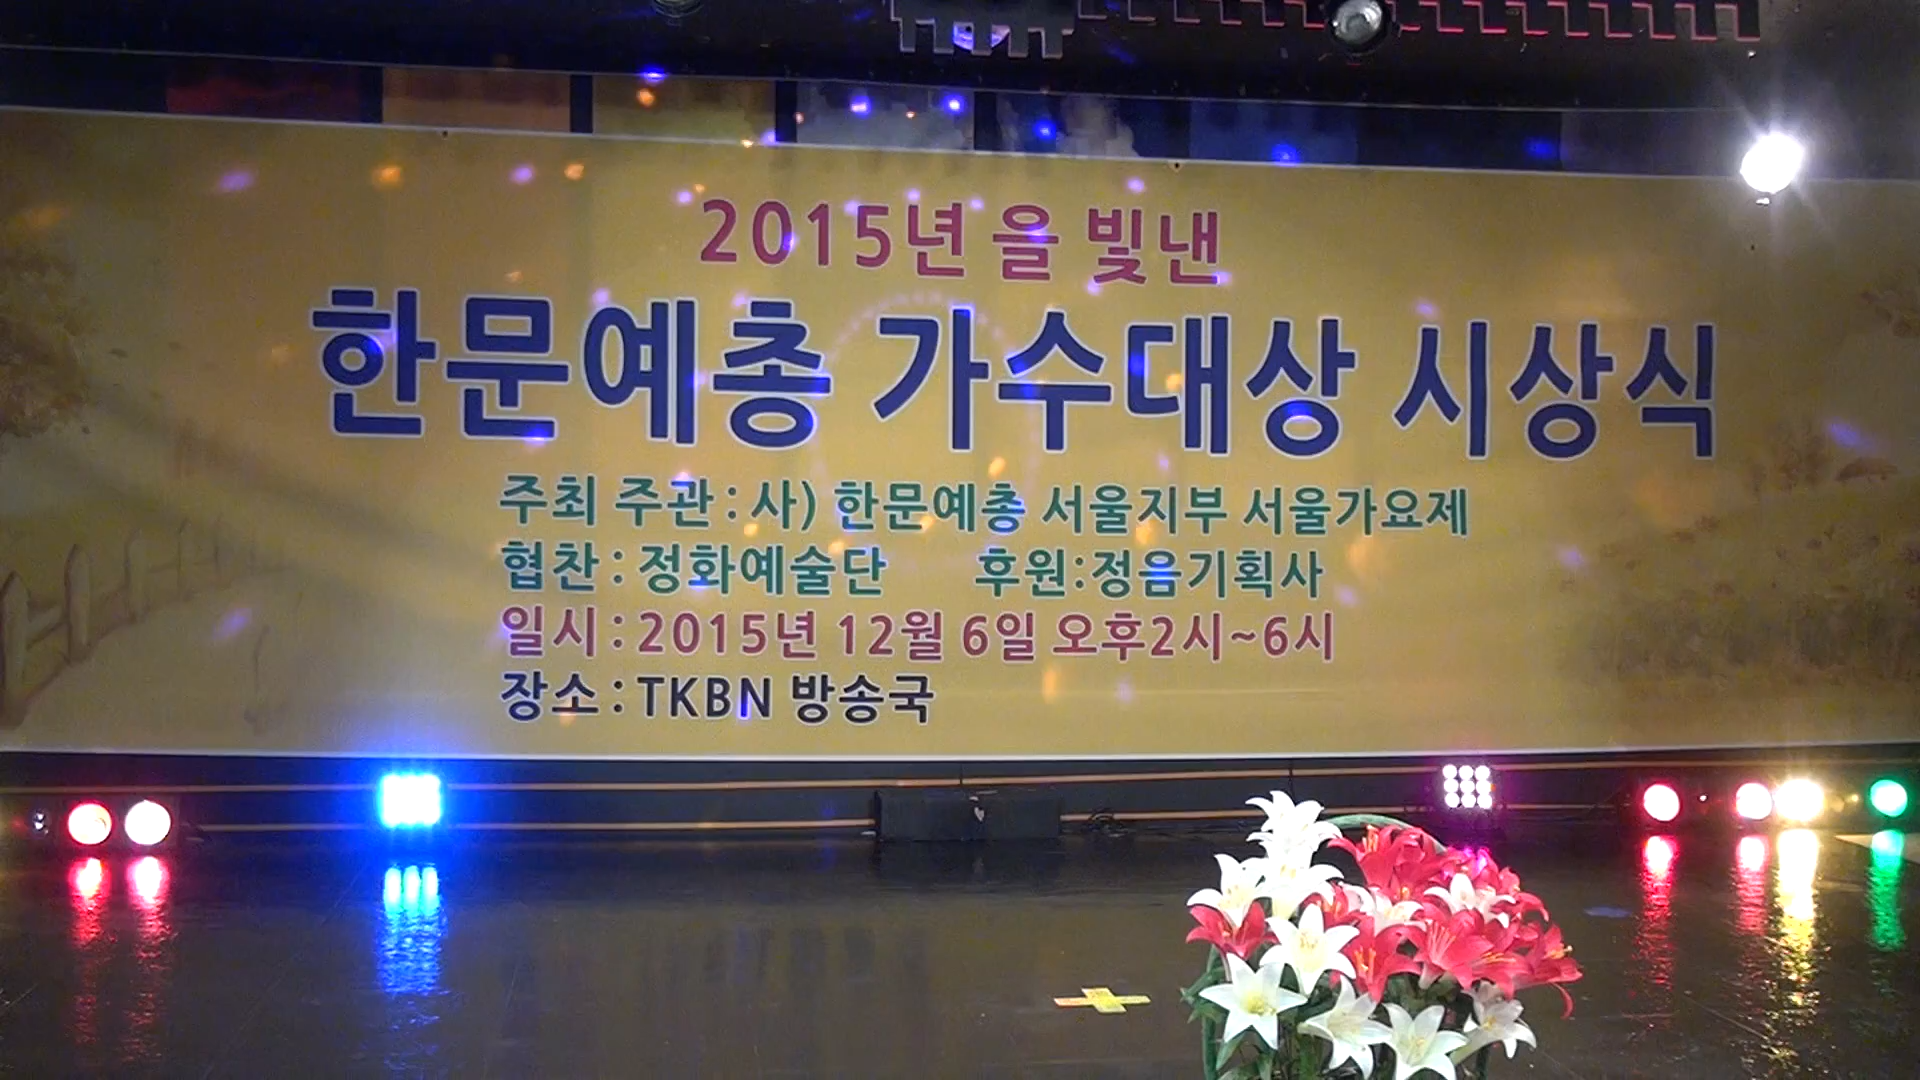 2015년 을 빛낸
한문예총 가수대상 시상식
주최 주관 : 사) 한문예총 서울지부 서울가요제
협찬 : 정화예술단 후원:정음기획사
일시 : 2015년 12월 6일 오후2시~6시
장소 : TKBN 방송국